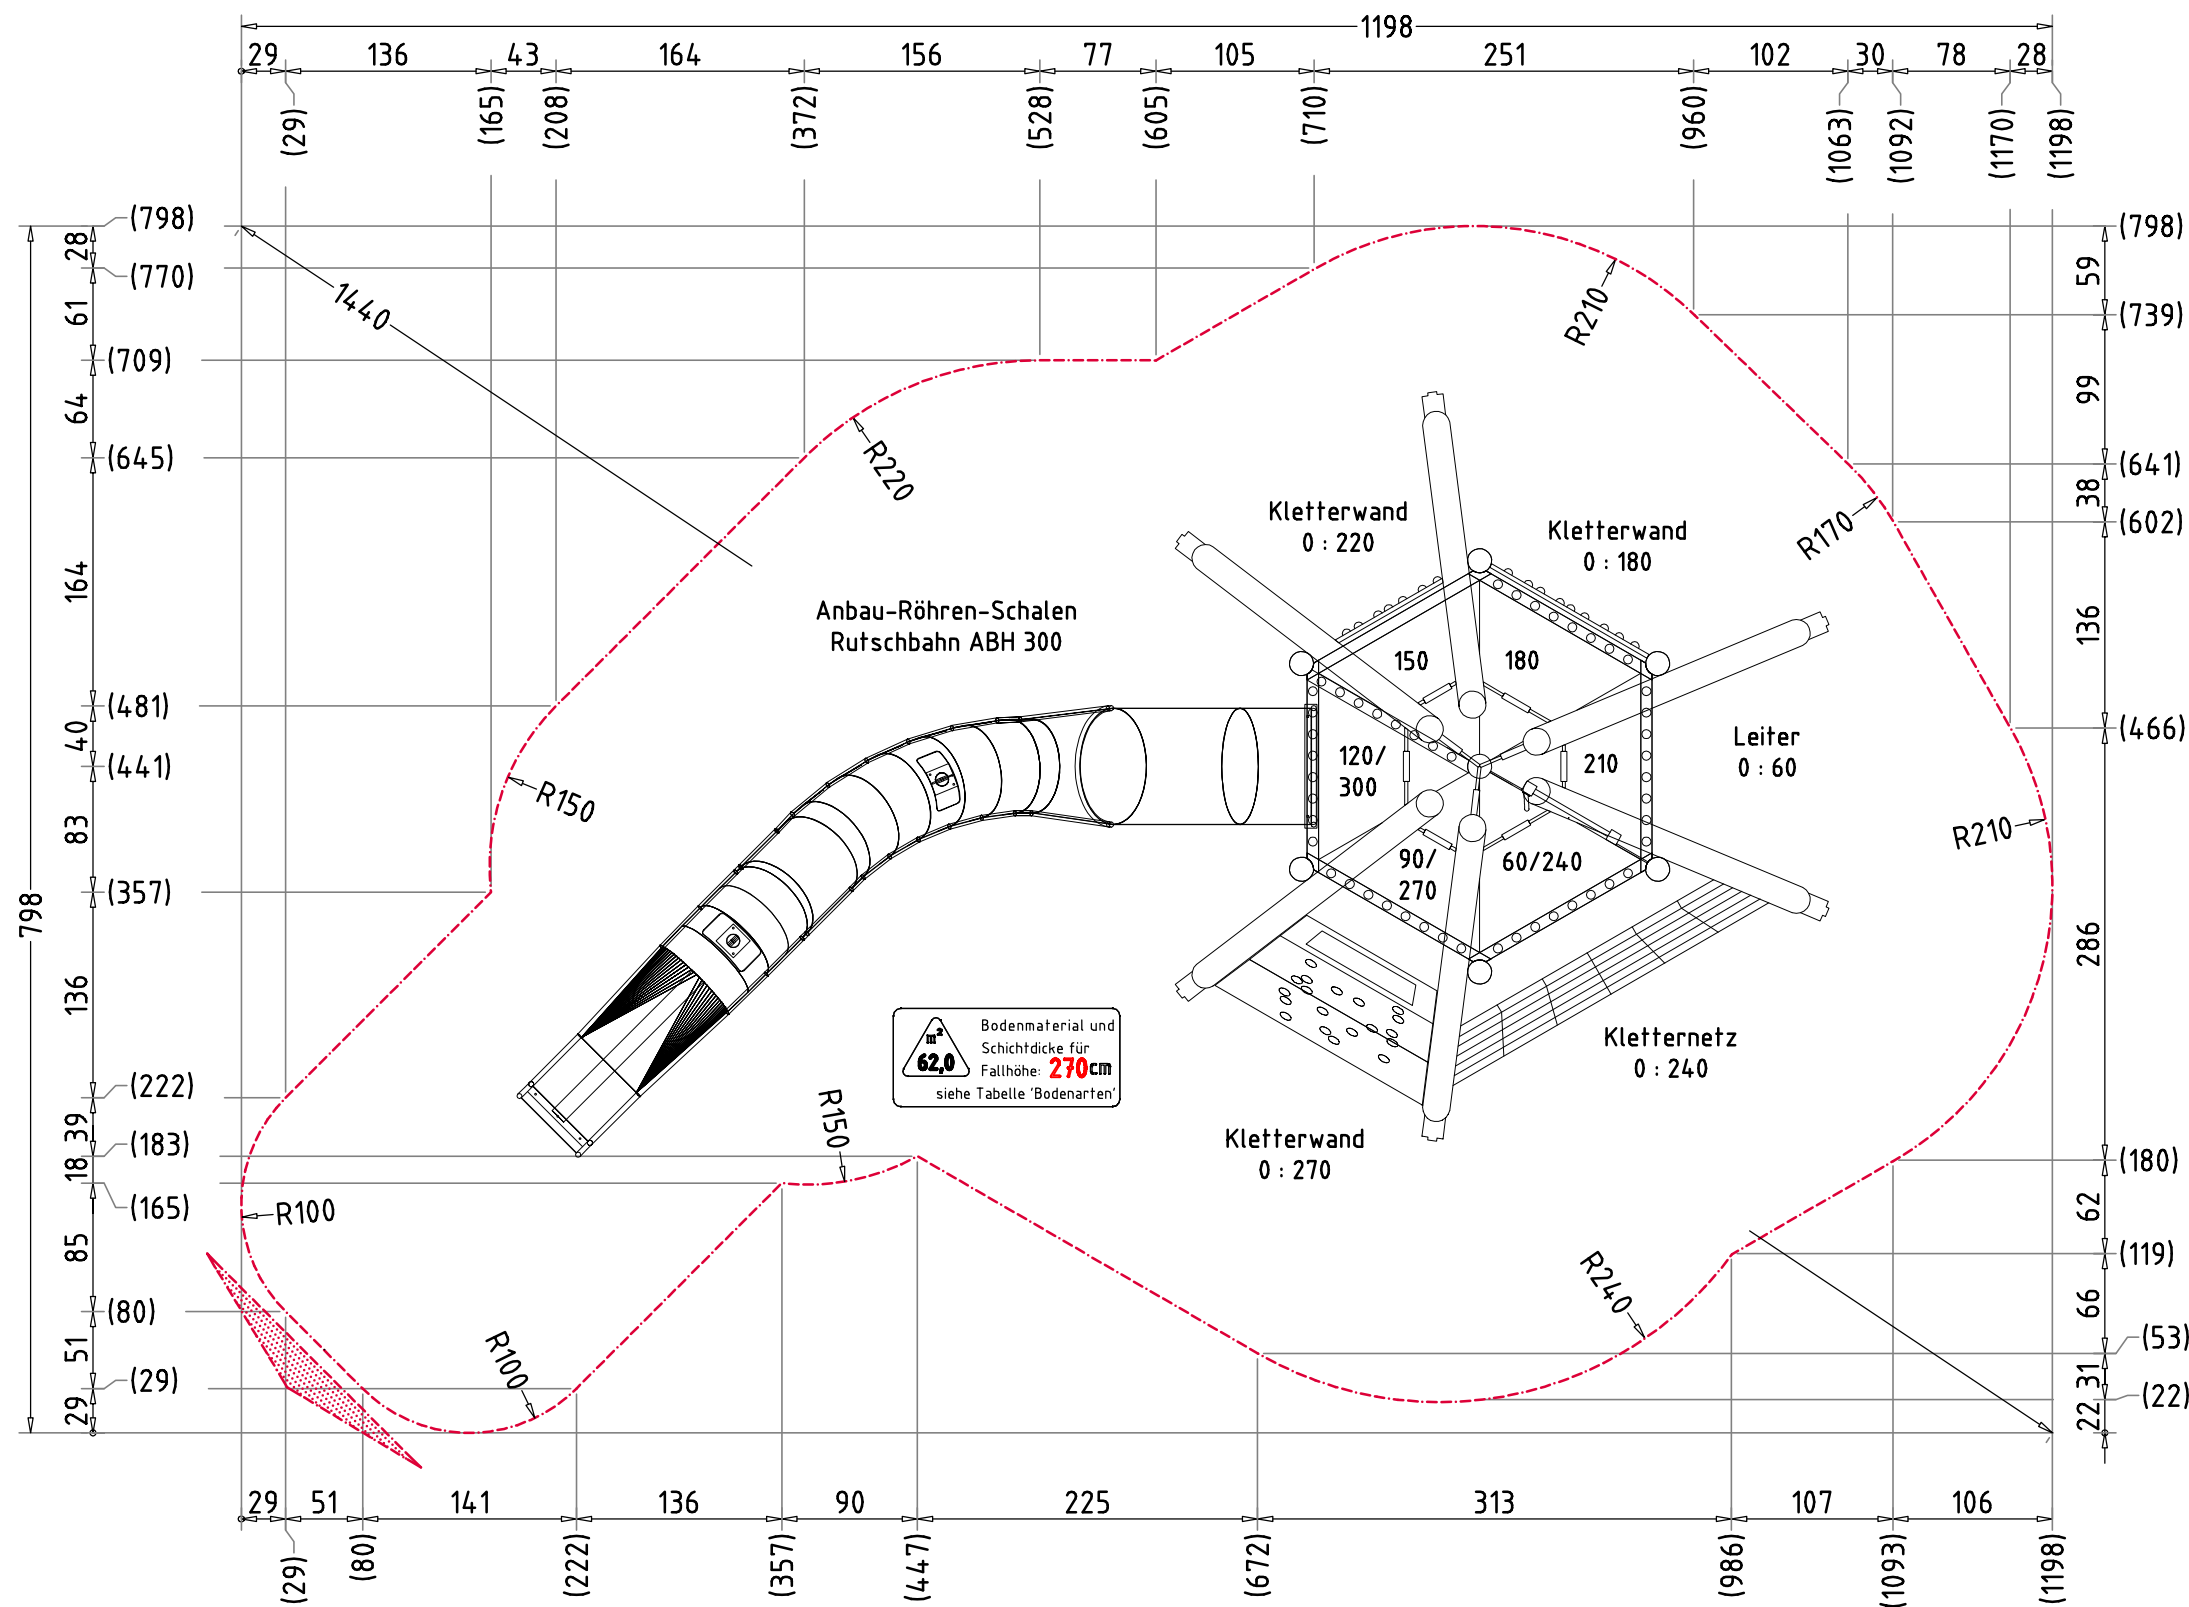 1198
29 136 43 164 156 77 105 251 102 30 78 28
(29) (165) (208) (372) (528) (605) (710) (960) (1063) (1092) (1170) (1198)
(798) (798)
28
(770)
59
61
1440
R210
(739)
(709)
64
99
(645)
(641)
R220
38
R170
(602)
Kletterwand
0 : 220
Kletterwand
0 : 180
164
136
Anbau-Röhren-Schalen
Rutschbahn ABH 300
150 180
(481)
(466)
40
Leiter
0 : 60
120/
300
210
(441)
R150
83
R210
90/
270
60/240
(357)
798
286
136
m²
62,0
Bodenmaterial und
Schichtdicke für
Fallhöhe: 270cm
siehe Tabelle 'Bodenarten'
Kletternetz
0 : 240
(222)
39
R150
(183)
Kletterwand
0 : 270
(180)
18
(165)
R100
62
85
(119)
R240
66
(80)
51
R100
(53)
31
(29)
(22)
29
22
29 51 141 136 90 225 313 107 106
(29) (80) (222) (357) (447) (672) (986) (1093) (1198)